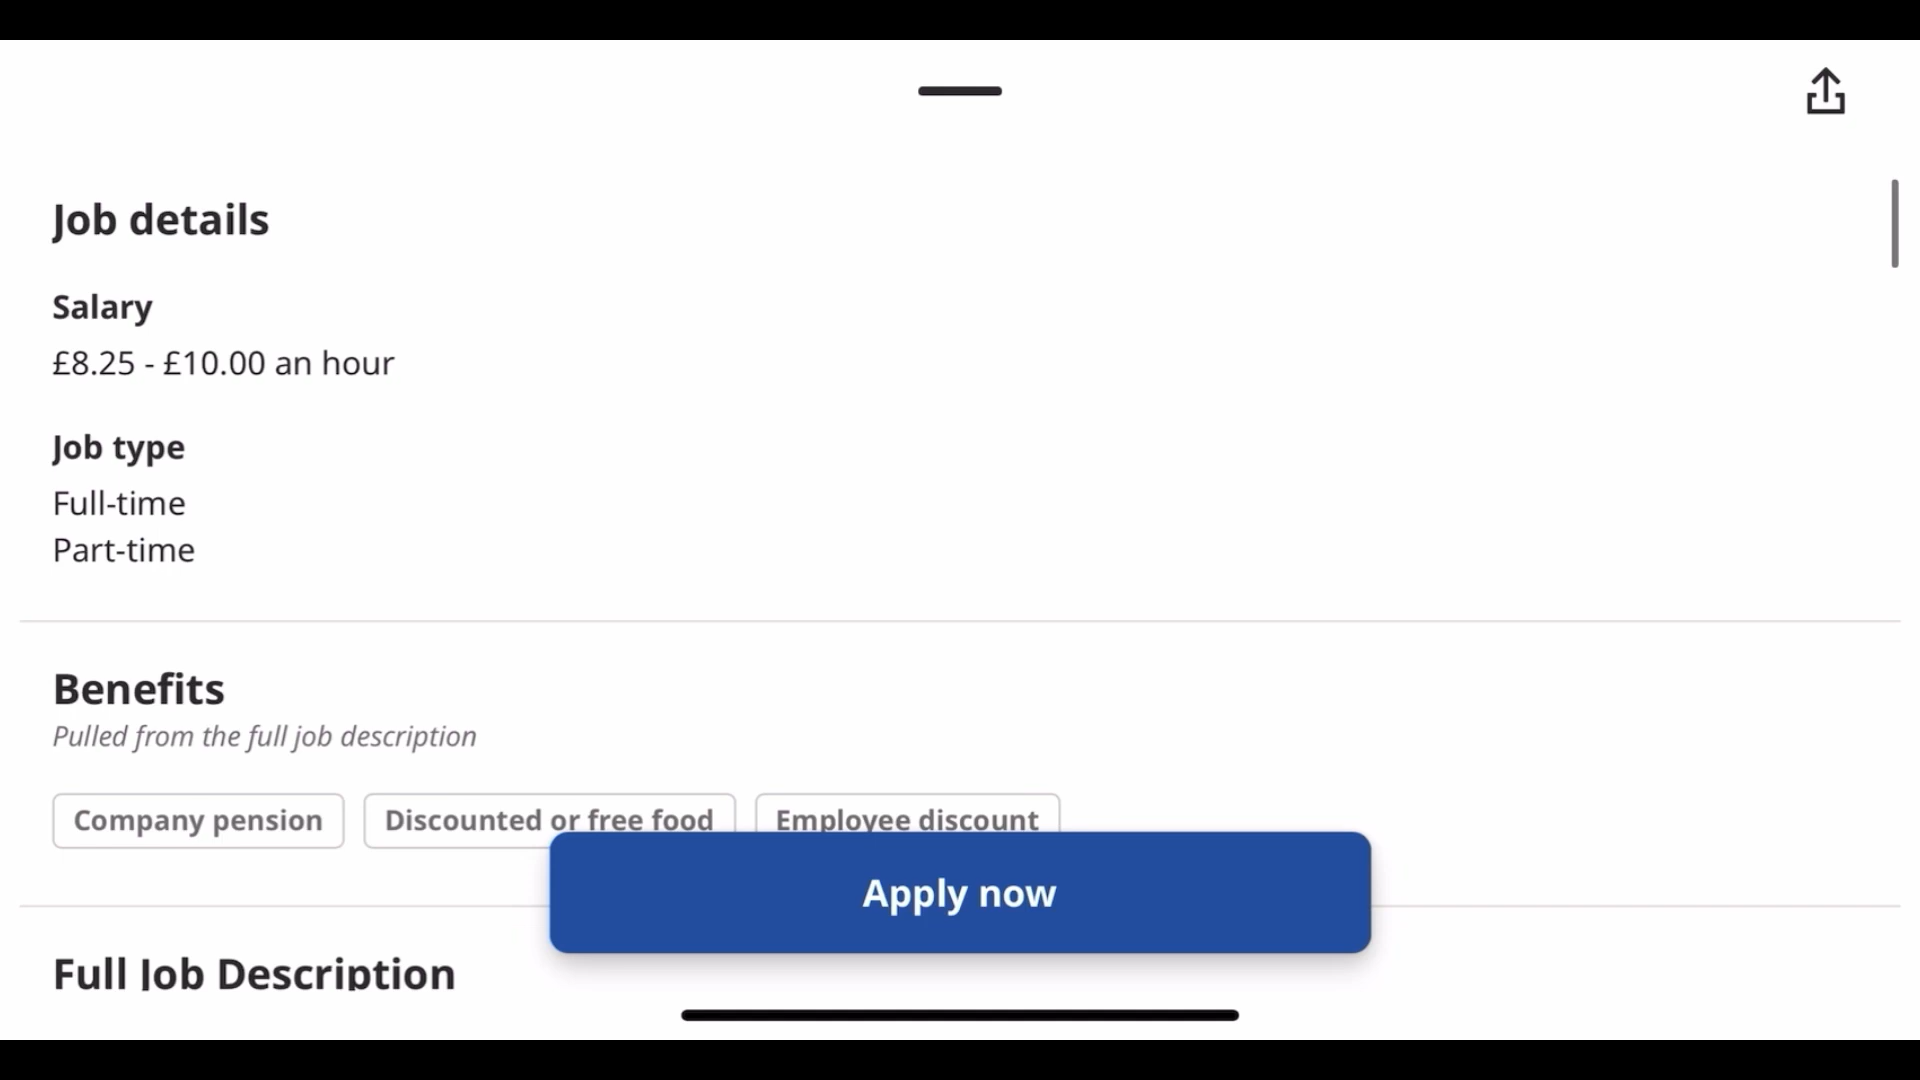 Job details
Salary
£8.25 - £10.00 an hour
Job type
Full-time
Part-time
Benefits
Pulled from the full job description
Company pension
Discounted or free food
Employee discount
Apply now
Full Job Description